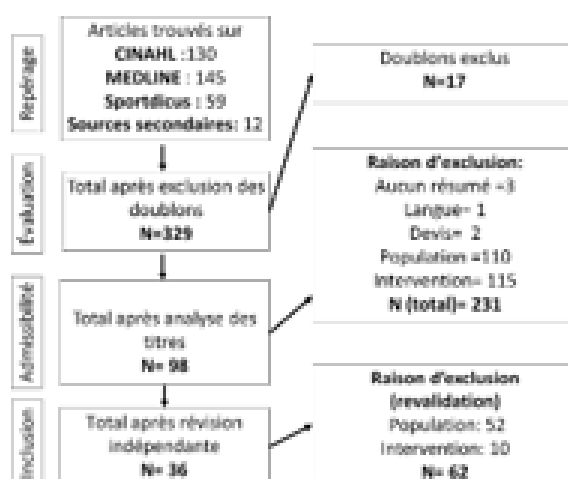 Repérage
Articles trouvés sur
CINAHL :130
MEDLINE : 145
Sportdicus : 59
Sources secondaires: 12
Doublons exclus
N=17
Évaluation
Total après exclusion des
doublons
N=329
Raison d'exclusion:
Aucun résumé =3
Langue= 1
Devis= 2
Population =110
Intervention= 115
N (total)= 231
Admissibilité
Total après analyse des
titres
N= 98
Inclusion
Total après révision
indépendante
N= 36
Raison d'exclusion
(revalidation)
Population: 52
Intervention: 10
N= 62